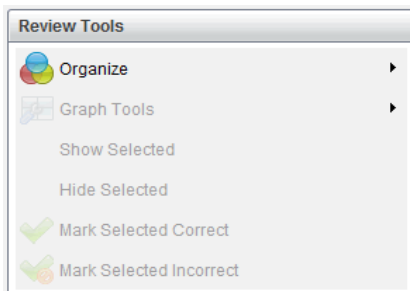 Review Tools
Organize
Graph Tools
Show Selected
Hide Selected
Mark Selected Correct
Mark Selected Incorrect